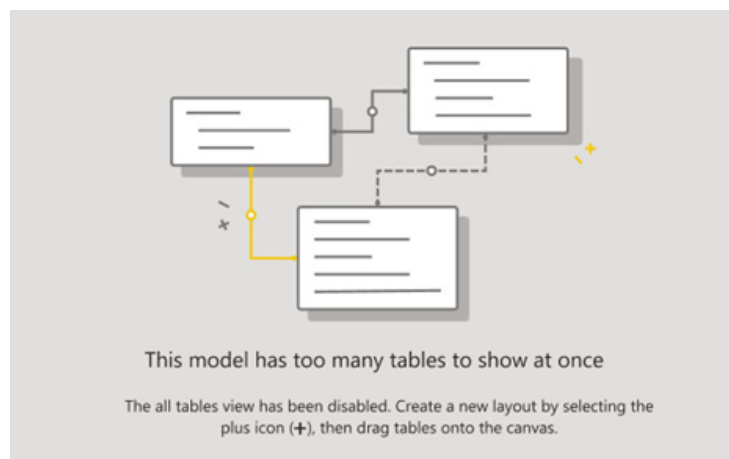 This model has too many tables to show at once
The all tables view has been disabled. Create a new layout by selecting the
plus icon (+), then drag tables onto the canvas.